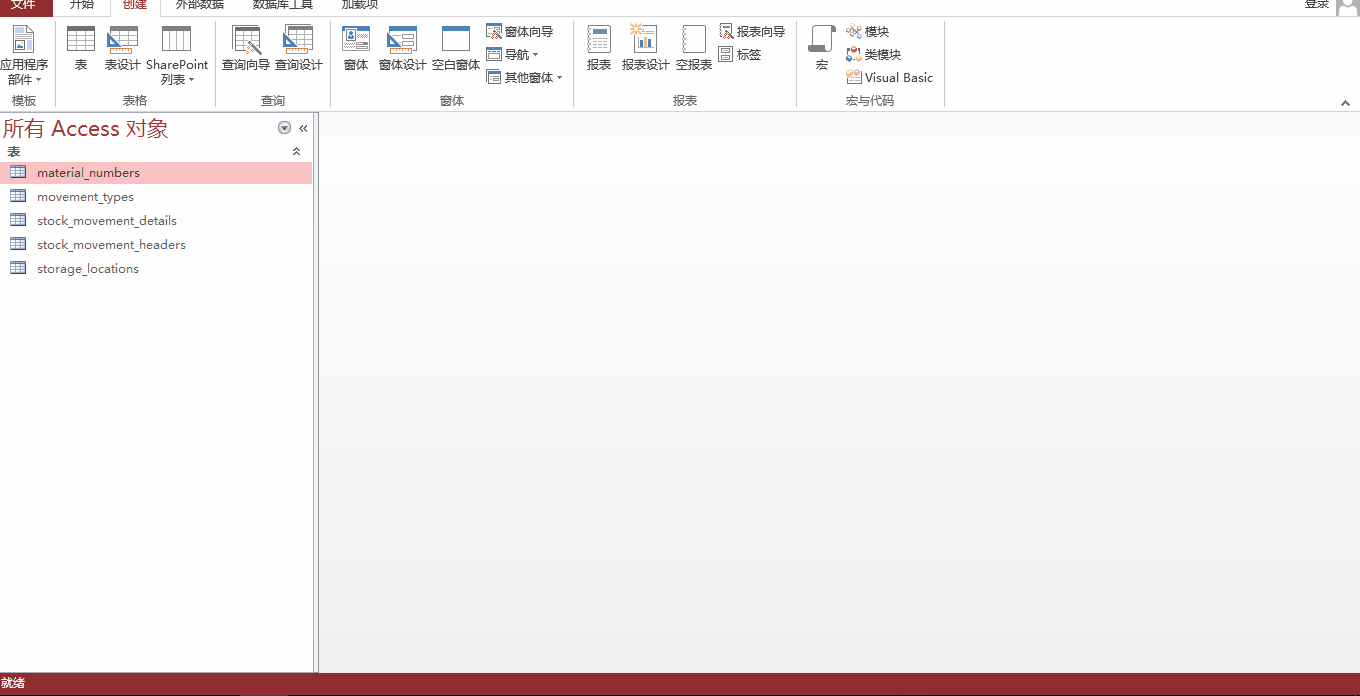 文件 开始 创建 外部数据 数据库工具 加载项 登录
应用程序部件 表 表设计 SharePoint 列表 查询向导 查询设计 窗体 窗体设计 空白窗体 窗体向导 导航 其他窗体 报表 报表设计 空报表 报表向导 标签 宏 模块 类模块 Visual Basic
模板 表格 查询 窗体 报表 宏与代码
所有 Access 对象 «
表
material_numbers
movement_types
stock_movement_details
stock_movement_headers
storage_locations
就绪